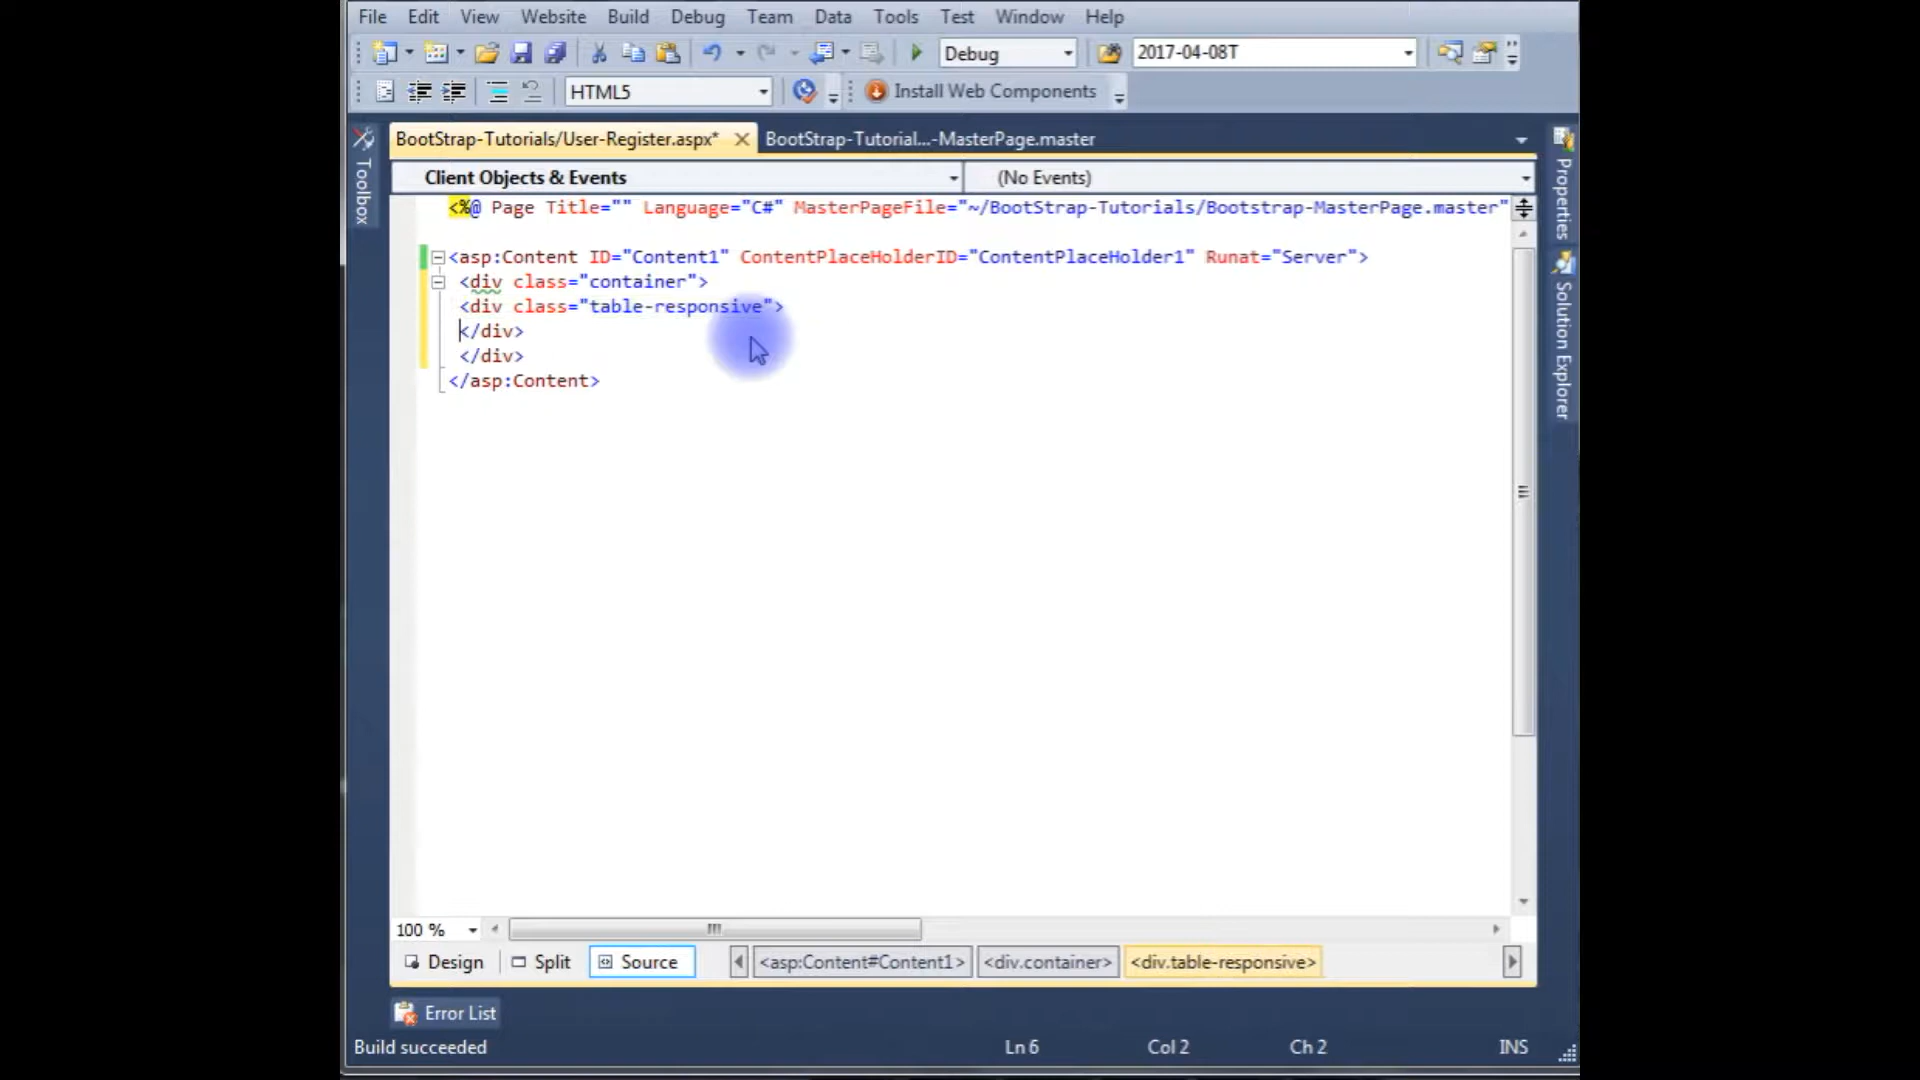 File Edit View Website Build Debug Team Data Tools Test Window Help
Debug 2017-04-08T
HTML5 Install Web Components
BootStrap-Tutorials/User-Register.aspx* BootStrap-Tutorial...-MasterPage.master
Client Objects & Events (No Events)
<%@ Page Title="" Language="C#" MasterPageFile="~/BootStrap-Tutorials/Bootstrap-MasterPage.master"
<asp:Content ID="Content1" ContentPlaceHolderID="ContentPlaceHolder1" Runat="Server">
<div class="container">
<div class="table-responsive">
</div>
</div>
</asp:Content>
Toolbox
Properties
Solution Explorer
100 %
Design Split Source <asp:Content#Content1> <div.container> <div.table-responsive>
Error List
Build succeeded Ln 6 Col 2 Ch 2 INS